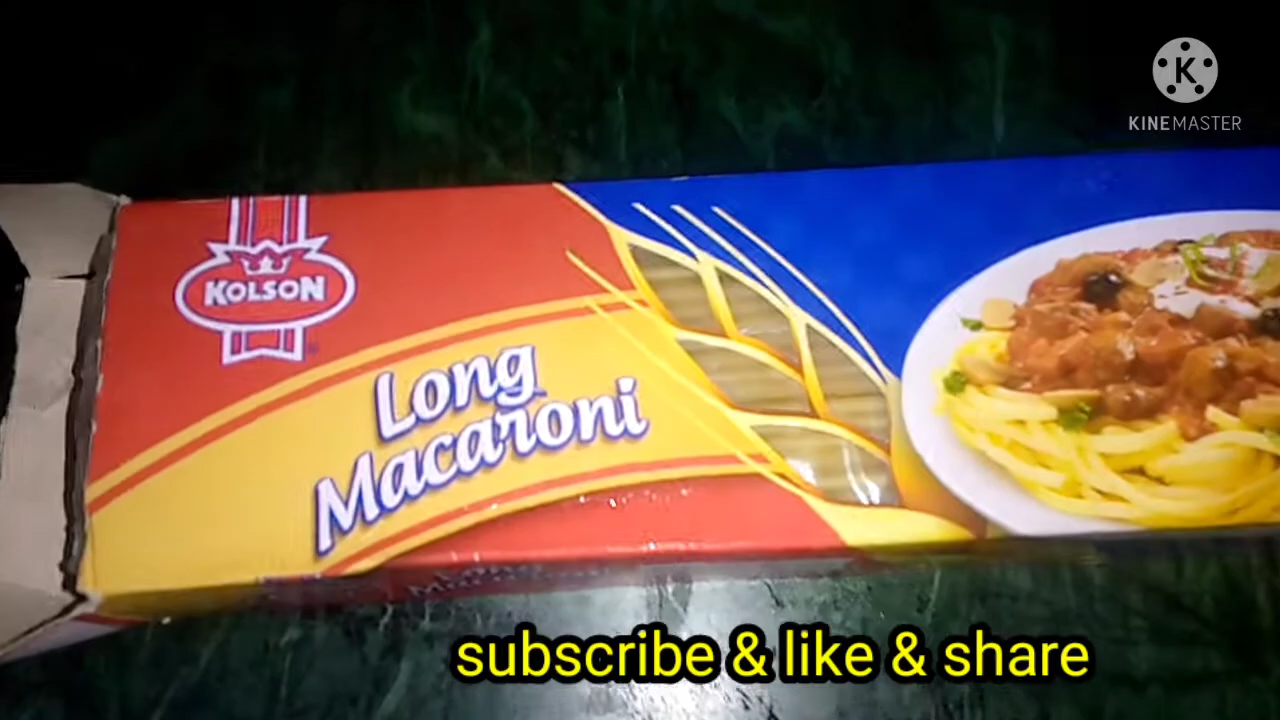 K
KINEMASTER
KOLSON
Long
Macaroni
subscribe & like & share